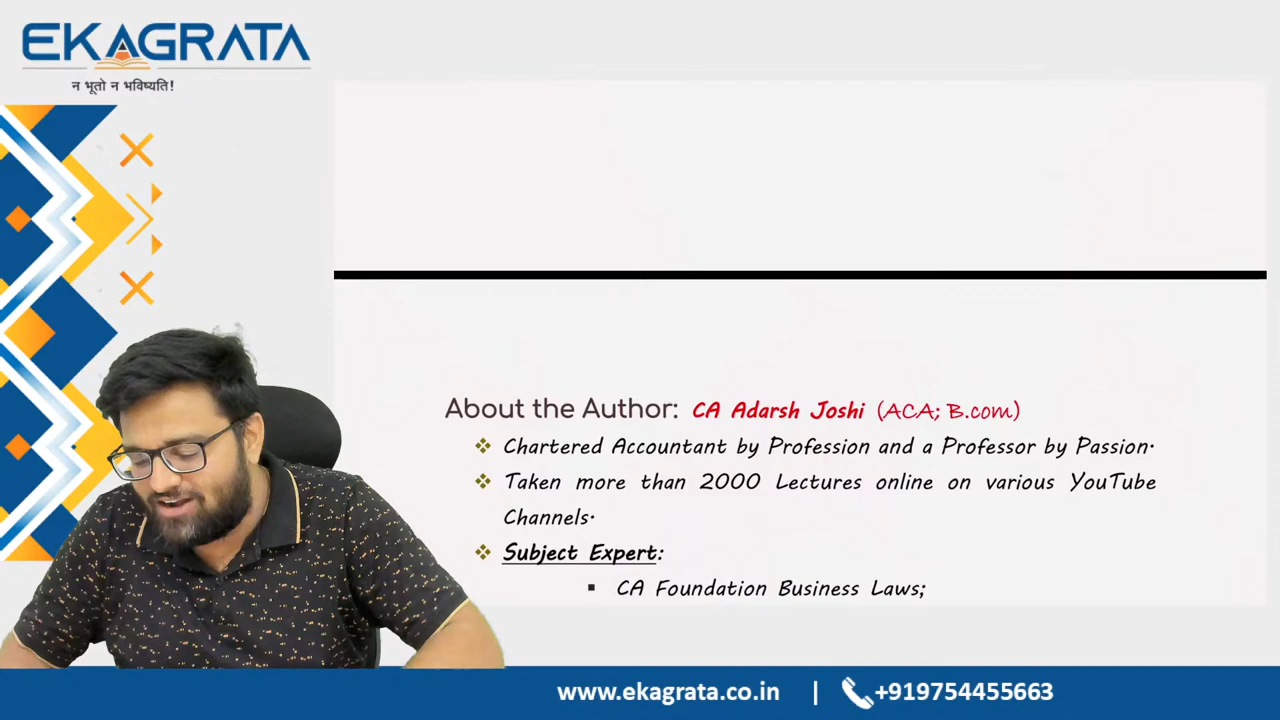 EKAGRATA
न भूतो न भविष्यति!
About the Author: CA Adarsh Joshi (ACA; B.com)
❖ Chartered Accountant by Profession and a Professor by Passion.
❖ Taken more than 2000 Lectures online on various YouTube
Channels.
❖ Subject Expert:
▪ CA Foundation Business Laws;
www.ekagrata.co.in | +919754455663